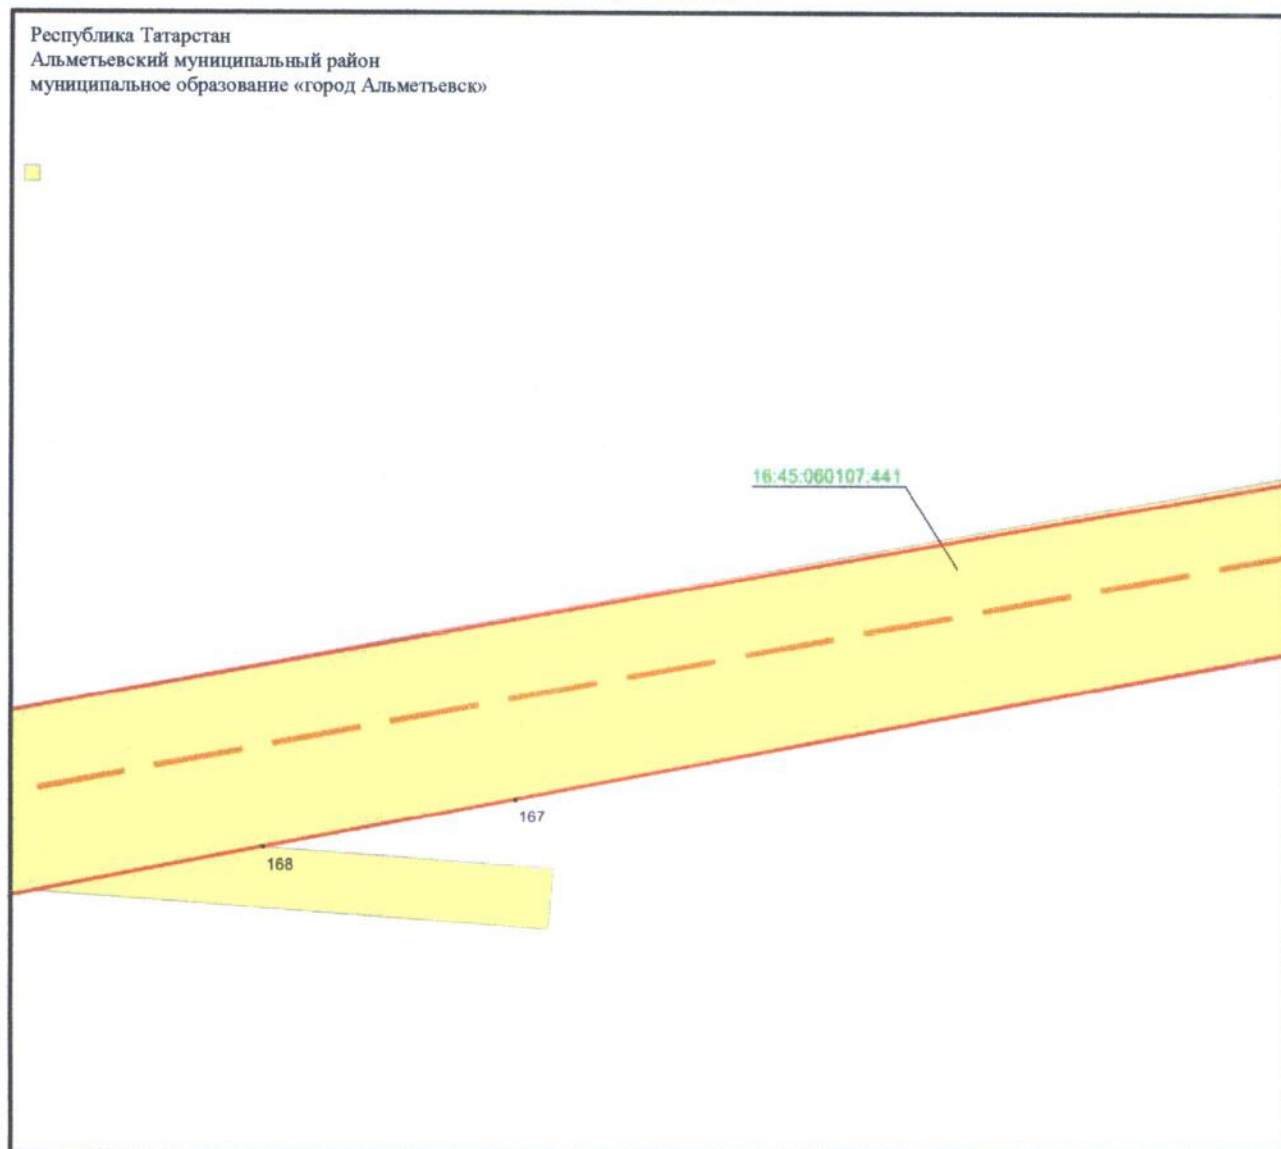 Республика Татарстан
Альметьевский муниципальный район
муниципальное образование «город Альметьевск»
16:45:060107:441
167
168